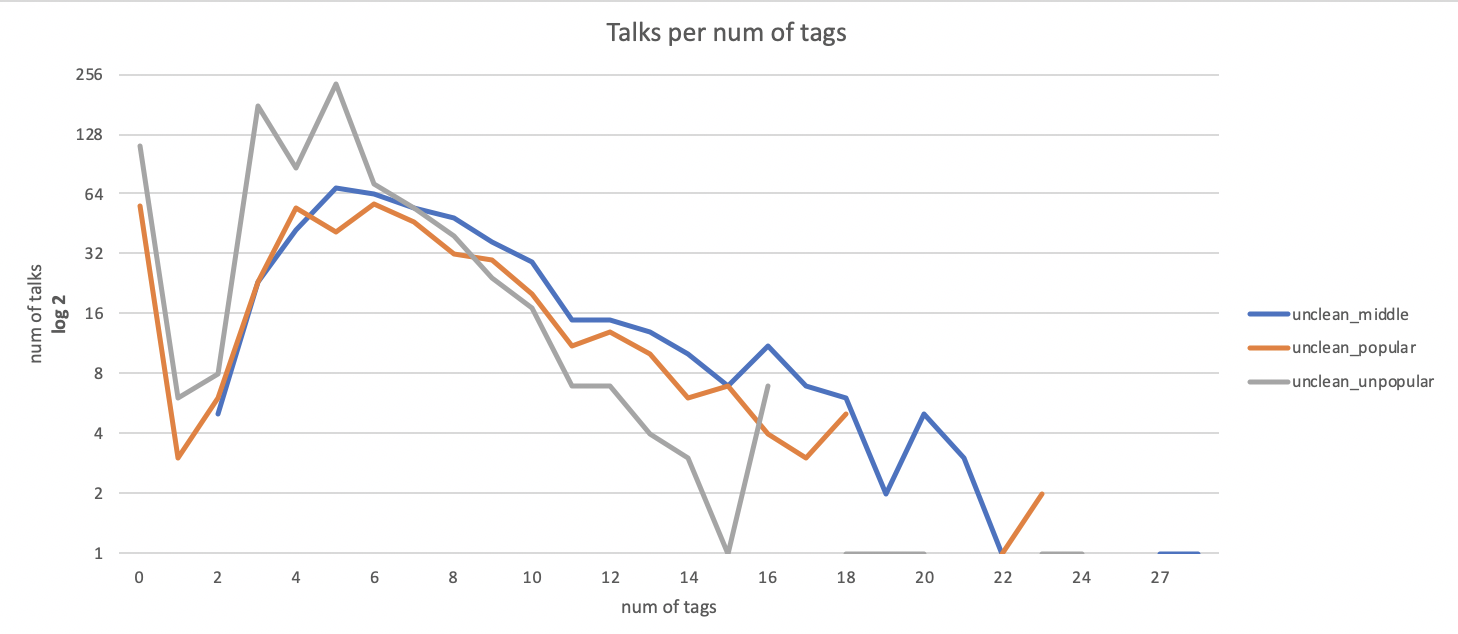 Talks per num of tags
256
128
64
32
16
8
4
2
1
num of talks
log 2
0 2 4 6 8 10 12 14 16 18 20 22 24 27
num of tags
unclean_middle
unclean_popular
unclean_unpopular